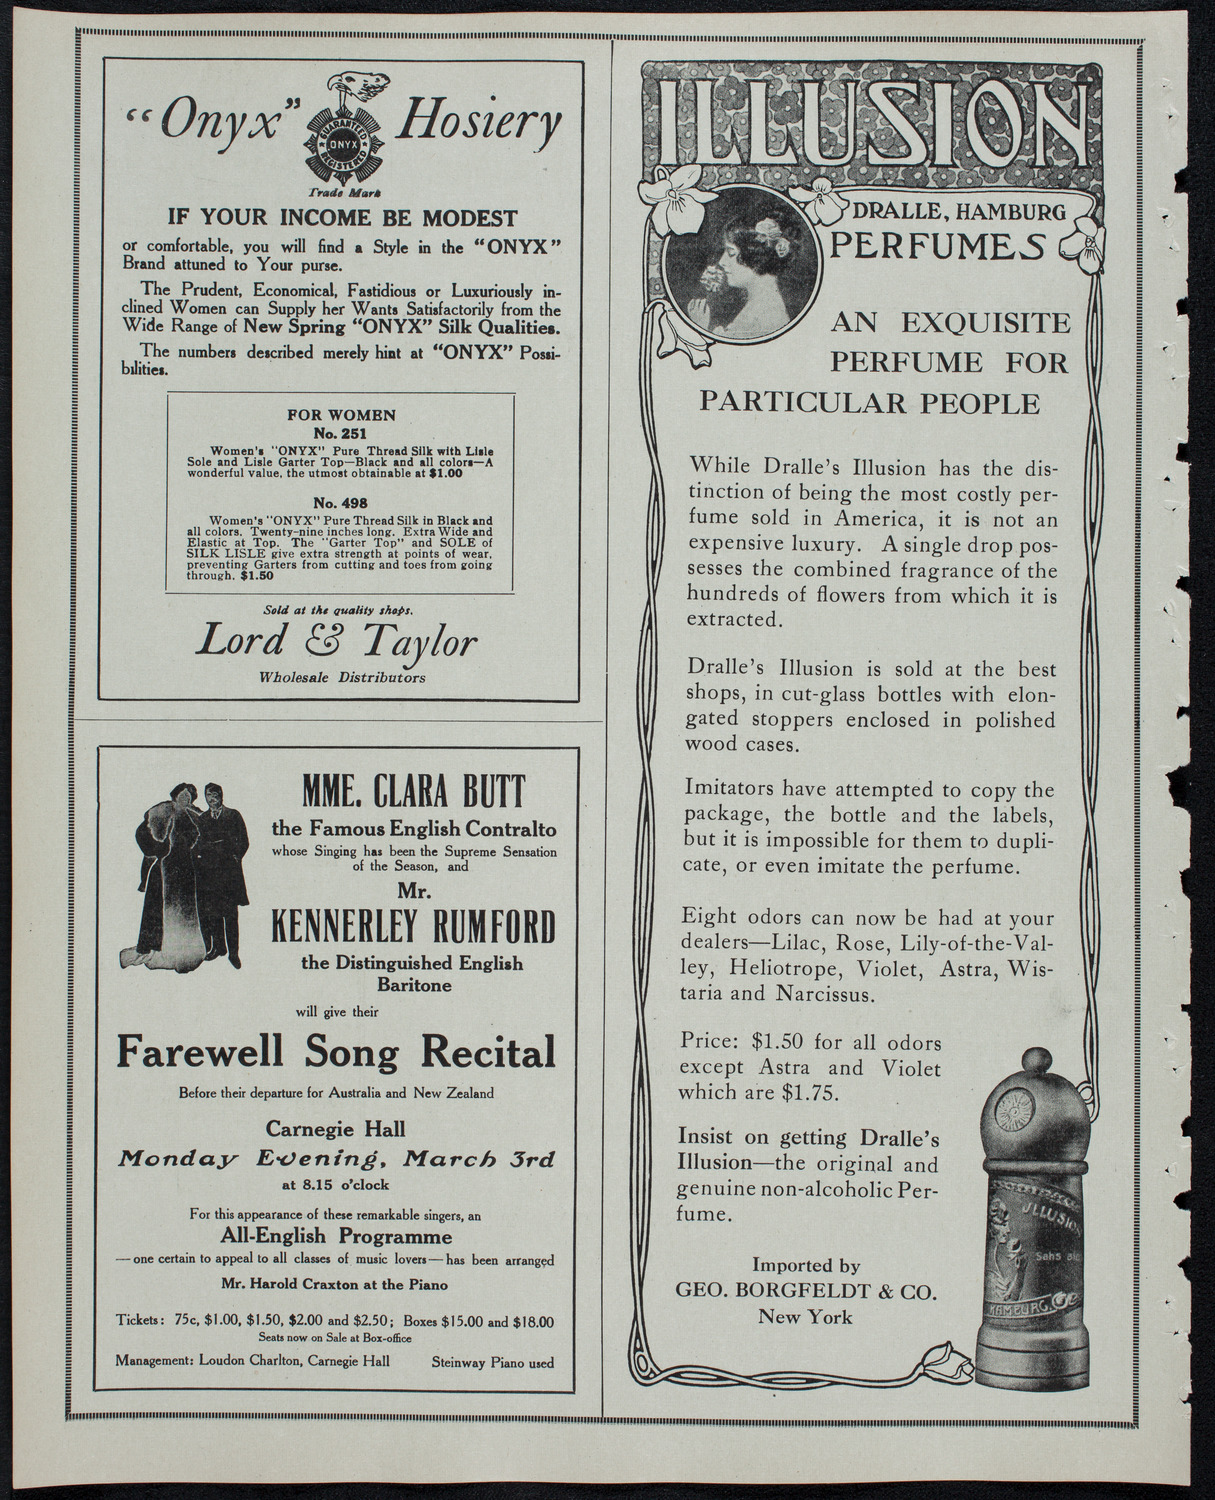 "Onyx" Hosiery
GUARANTEED
ONYX
REGISTERED
Trade Mark
IF YOUR INCOME BE MODEST
or comfortable, you will find a Style in the "ONYX"
Brand attuned to Your purse.
The Prudent, Economical, Fastidious or Luxuriously in-
clined Women can Supply her Wants Satisfactorily from the
Wide Range of New Spring "ONYX" Silk Qualities.
The numbers described merely hint at "ONYX" Possi-
bilities.
FOR WOMEN
No. 251
Women's "ONYX" Pure Thread Silk with Lisle
Sole and Lisle Garter Top—Black and all colors—A
wonderful value, the utmost obtainable at $1.00
No. 498
Women's "ONYX" Pure Thread Silk in Black and
all colors. Twenty-nine inches long. Extra Wide and
Elastic at Top. The "Garter Top" and SOLE of
SILK LISLE give extra strength at points of wear,
preventing Garters from cutting and toes from going
through. $1.50
Sold at the quality shops.
Lord & Taylor
Wholesale Distributors
MME. CLARA BUTT
the Famous English Contralto
whose Singing has been the Supreme Sensation
of the Season, and
Mr.
KENNERLEY RUMFORD
the Distinguished English
Baritone
will give their
Farewell Song Recital
Before their departure for Australia and New Zealand
Carnegie Hall
Monday Evening, March 3rd
at 8.15 o'clock
For this appearance of these remarkable singers, an
All-English Programme
—one certain to appeal to all classes of music lovers—has been arranged
Mr. Harold Craxton at the Piano
Tickets: 75c, $1.00, $1.50, $2.00 and $2.50; Boxes $15.00 and $18.00
Seats now on Sale at Box-office
Management: Loudon Charlton, Carnegie Hall Steinway Piano used
ILLUSION
DRALLE, HAMBURG
PERFUMES
AN EXQUISITE
PERFUME FOR
PARTICULAR PEOPLE
While Dralle's Illusion has the dis-
tinction of being the most costly per-
fume sold in America, it is not an
expensive luxury. A single drop pos-
sesses the combined fragrance of the
hundreds of flowers from which it is
extracted.
Dralle's Illusion is sold at the best
shops, in cut-glass bottles with elon-
gated stoppers enclosed in polished
wood cases.
Imitators have attempted to copy the
package, the bottle and the labels,
but it is impossible for them to dupli-
cate, or even imitate the perfume.
Eight odors can now be had at your
dealers—Lilac, Rose, Lily-of-the-Val-
ley, Heliotrope, Violet, Astra, Wis-
taria and Narcissus.
Price: $1.50 for all odors
except Astra and Violet
which are $1.75.
Insist on getting Dralle's
Illusion—the original and
genuine non-alcoholic Per-
fume.
Imported by
GEO. BORGFELDT & CO.
New York
ILLUSION
HAMBURG